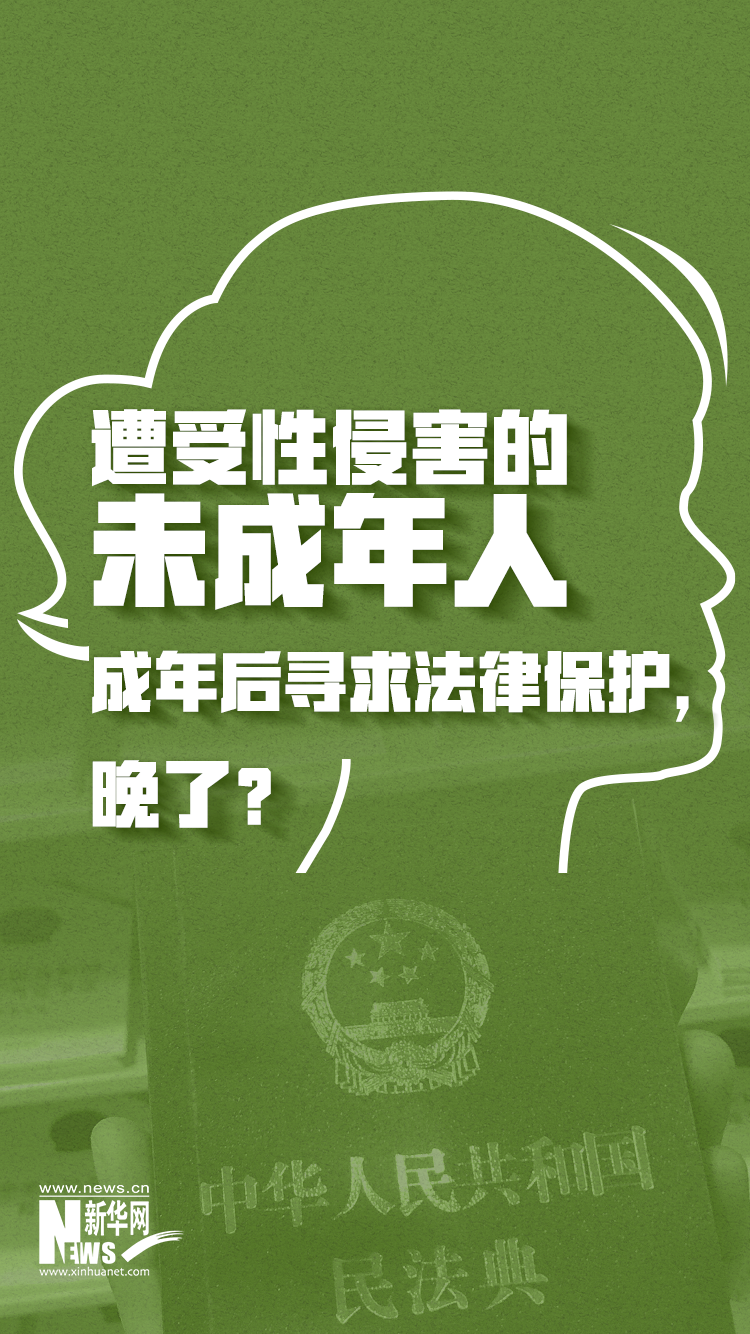 遭受性侵害的
未成年人
成年后寻求法律保护,
晚了?
中华人民共和国
民法典
www.news.cn
新华网
NEWS
www.xinhuanet.com